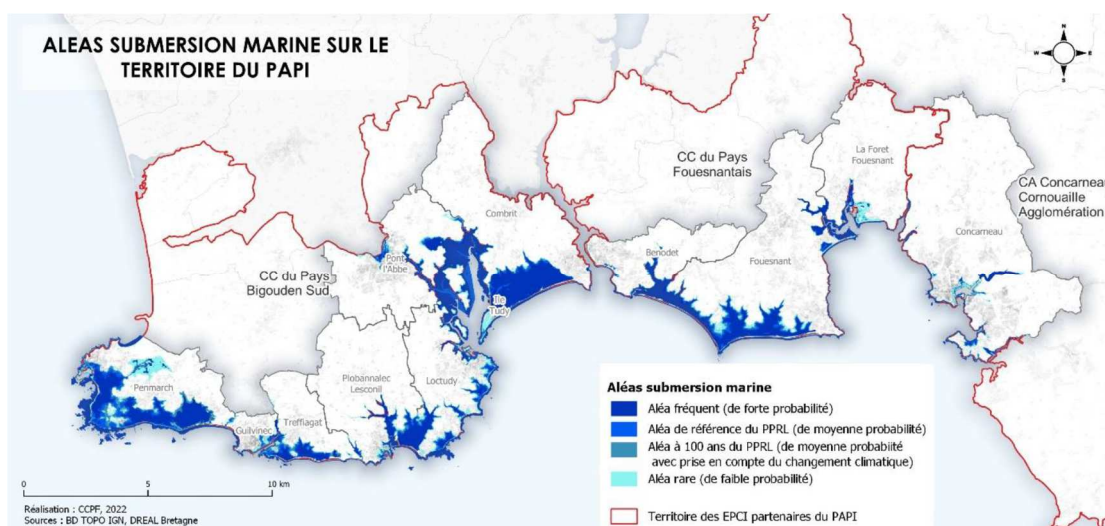 ALEAS SUBMERSION MARINE SUR LE
TERRITOIRE DU PAPI
N
W
E
S
La Foret
Fouesnant
CC du Pays
Fouesnantais
CA Concarneau
Cornouaille
Agglomération
Combrit
Concarneau
Pont
l'Abbe
Benodet
Fouesnant
CC du Pays
Bigouden Sud
Ile
Tudy
Penmarch
Plobannalec
Lesconil
Loctudy
Treffiagat
Guilvinec
Aléas submersion marine
Aléa fréquent (de forte probabilité)
Aléa de référence du PPRL (de moyenne probabilité)
Aléa à 100 ans du PPRL (de moyenne probabiité
avec prise en compte du changement climatique)
Aléa rare (de faible probabilité)
Territoire des EPCI partenaires du PAPI
0
5
10 km
Réalisation : CCPF, 2022
Sources : BD TOPO IGN, DREAL Bretagne